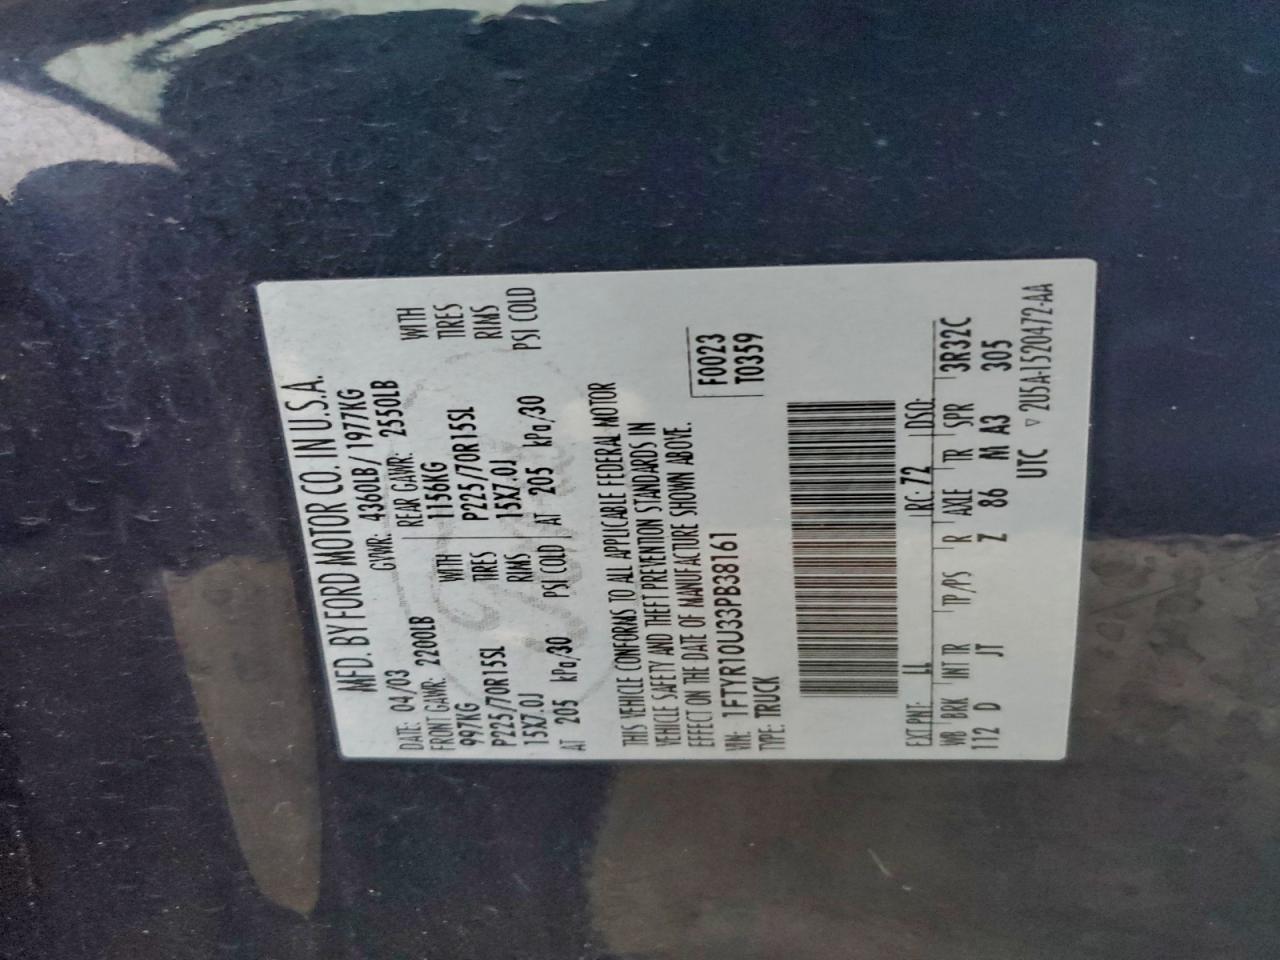 MFD. BY FORD MOTOR CO. IN U.S.A.
DATE: 04/03 GVWR: 4360LB/ 1977KG
FRONT GAWR: 2200LB REAR GAWR: 2550LB
997KG WITH 1156KG WITH
P225/70R15SL TIRES P225/70R15SL TIRES
15X7.0J RIMS 15X7.0J RIMS
AT 205 kPa/30 PSI COLD AT 205 kPa/30 PSI COLD
THIS VEHICLE CONFORMS TO ALL APPLICABLE FEDERAL MOTOR
VEHICLE SAFETY AND THEFT PREVENTION STANDARDS IN
EFFECT ON THE DATE OF MANUFACTURE SHOWN ABOVE.
VIN: 1FTYR10U33PB38161
TYPE: TRUCK
F0023
T0359
EXT PNT: LL RC: 72 DSO:
WB BRK INT TR TP/PS R AXLE TR SPR 3R32C
112 D JT Z 86 M A3 305
UTC ▽ 2U5A-1520472-AA